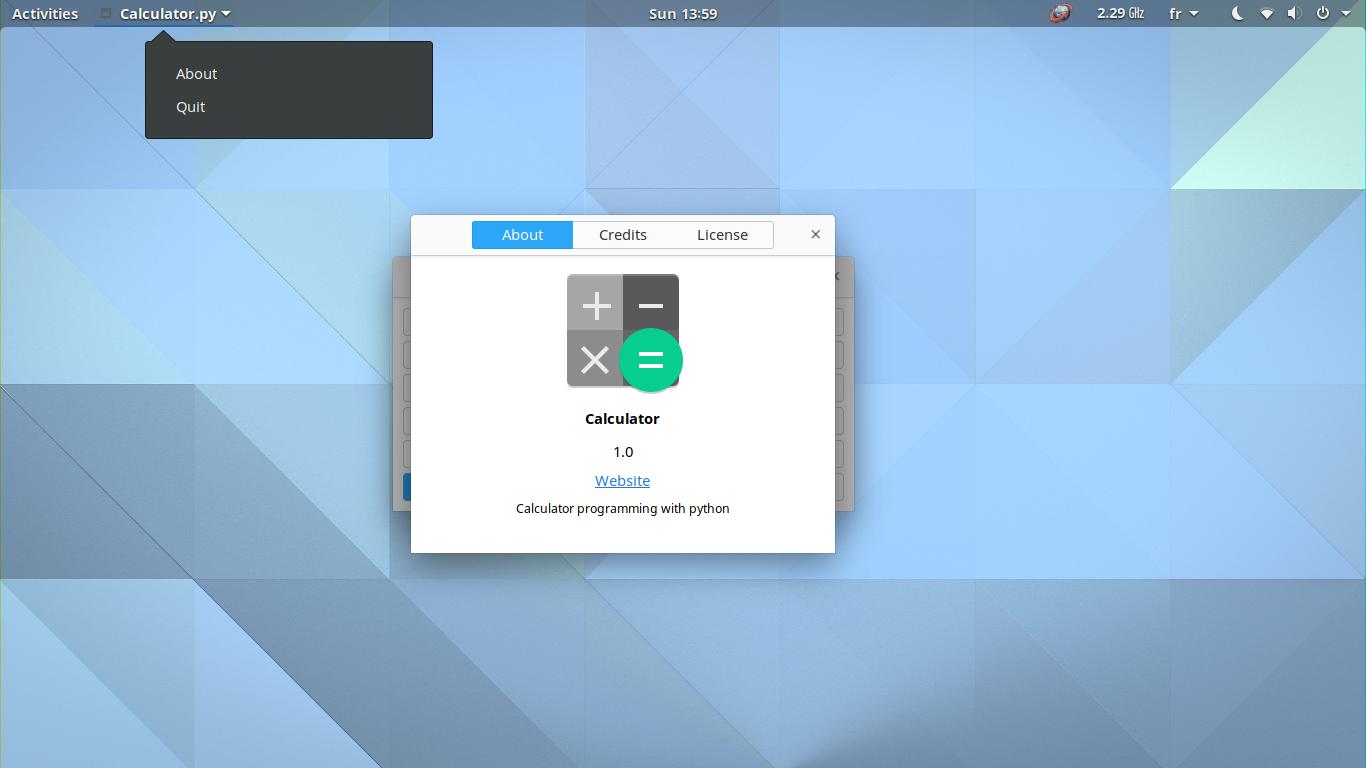 Activities Calculator.py Sun 13:59 2.29 GHz fr
About
Quit
About Credits License
Calculator
1.0
Website
Calculator programming with python